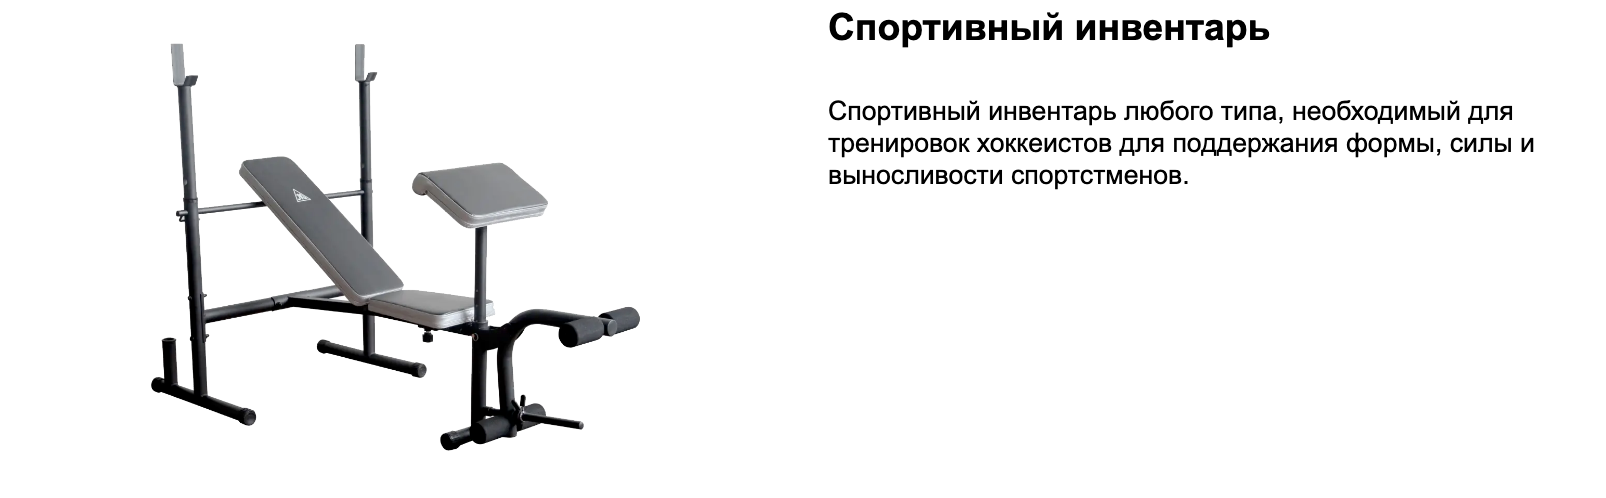 Спортивный инвентарь
Спортивный инвентарь любого типа, необходимый для
тренировок хоккеистов для поддержания формы, силы и
выносливости спортстменов.